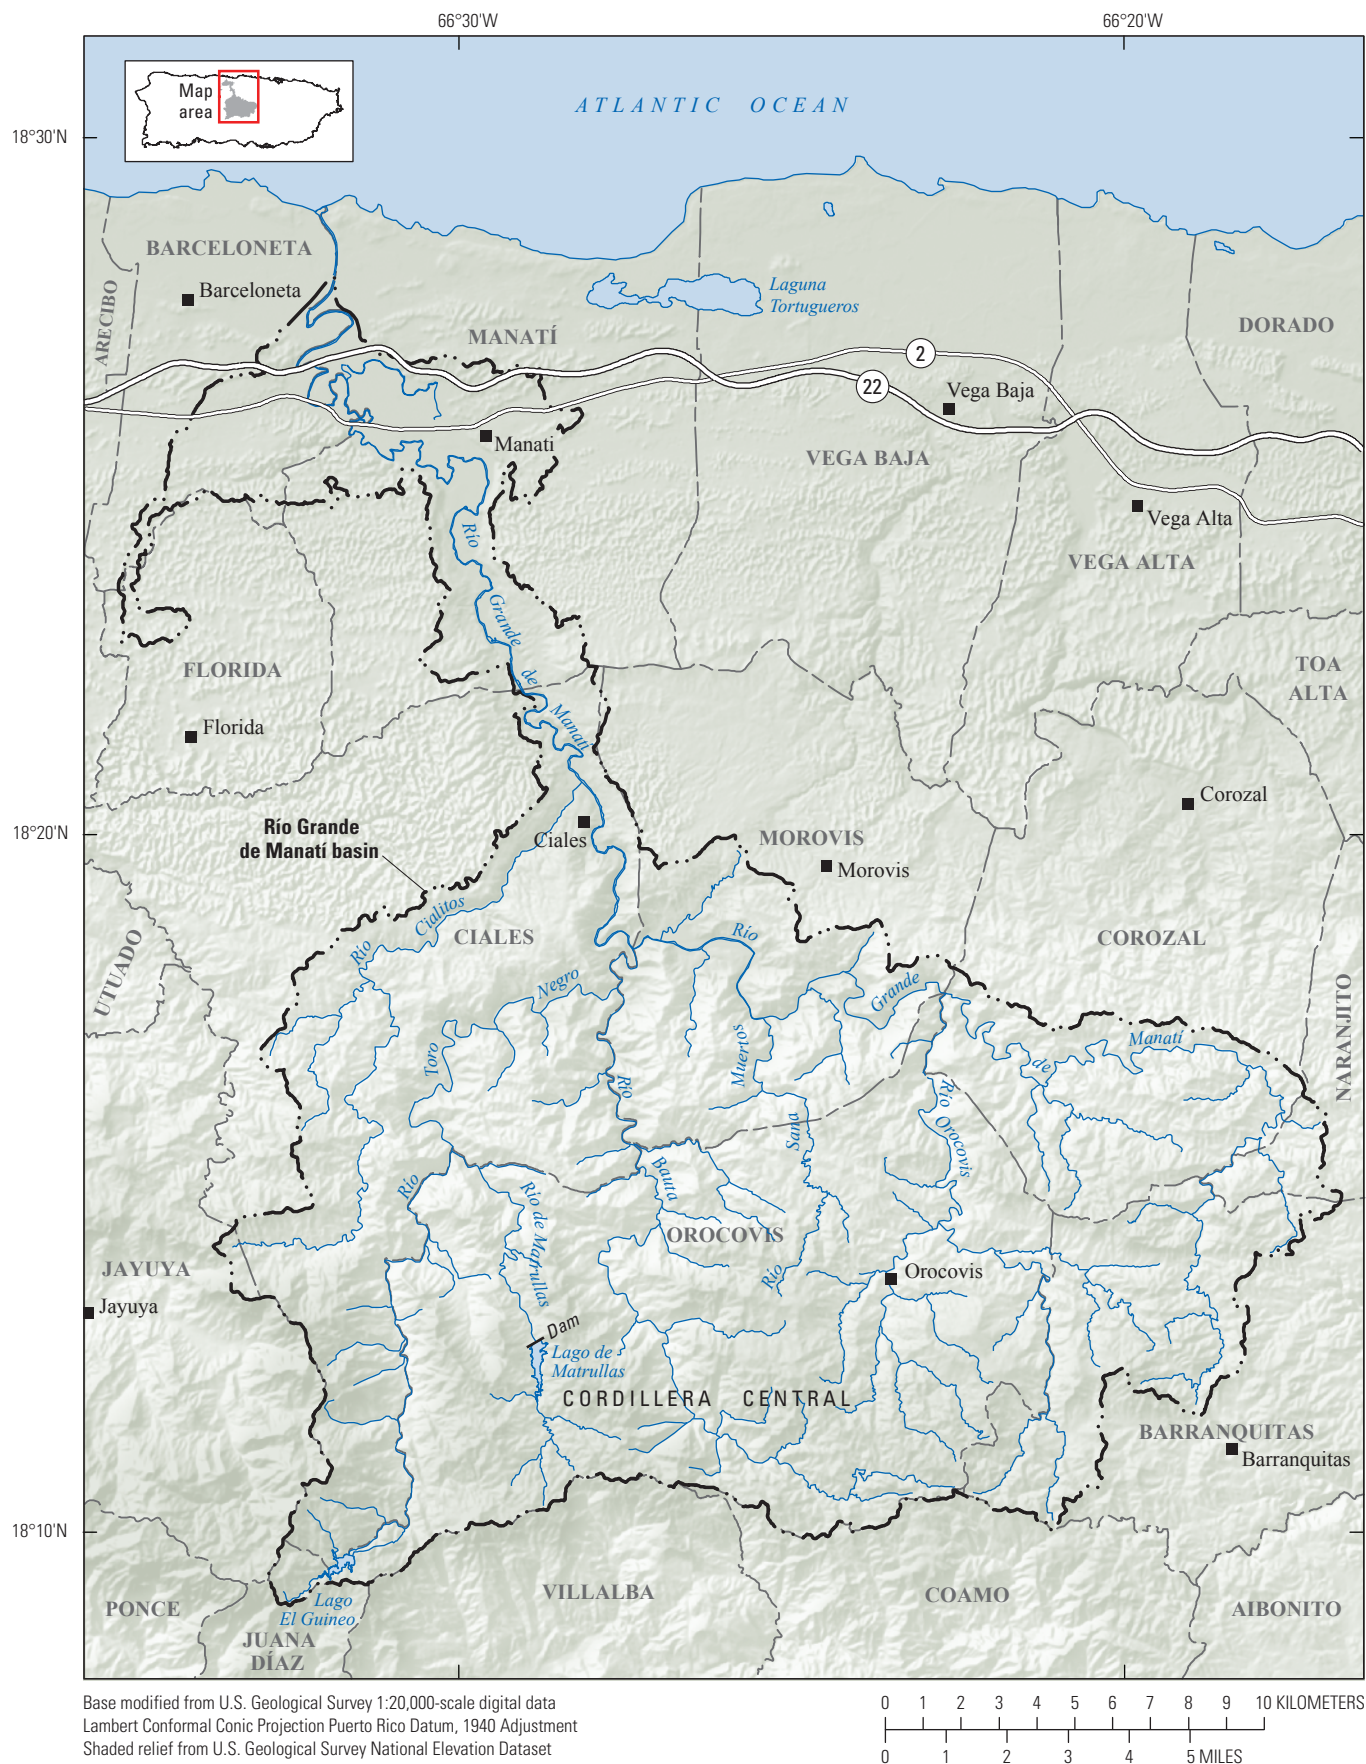 66°30'W
66°20'W
18°30'N
Map
area
ATLANTIC OCEAN
BARCELONETA
Barceloneta
ARECIBO
MANATÍ
Laguna
Tortugueros
DORADO
2
22
Vega Baja
Manati
VEGA BAJA
Vega Alta
VEGA ALTA
Río
Grande
de
Manatí
FLORIDA
Florida
TOA
ALTA
Corozal
18°20'N
Río Grande
de Manatí basin
Ciales
MOROVIS
Morovis
Río
Cialitos
CIALES
UTUADO
COROZAL
NARANJITO
Río
Grande
de
Manatí
Negro
Toro
Río
Muertos
Río
Orocovis
Sana
Bauta
Río
Río de Matrullas
OROCOVIS
Río
Orocovis
JAYUYA
Jayuya
Dam
Lago de
Matrullas
CORDILLERA CENTRAL
BARRANQUITAS
Barranquitas
18°10'N
Lago
El Guineo
PONCE
JUANA
DÍAZ
VILLALBA
COAMO
AIBONITO
Base modified from U.S. Geological Survey 1:20,000-scale digital data
Lambert Conformal Conic Projection Puerto Rico Datum, 1940 Adjustment
Shaded relief from U.S. Geological Survey National Elevation Dataset
0 1 2 3 4 5 6 7 8 9 10 KILOMETERS
0 1 2 3 4 5 MILES